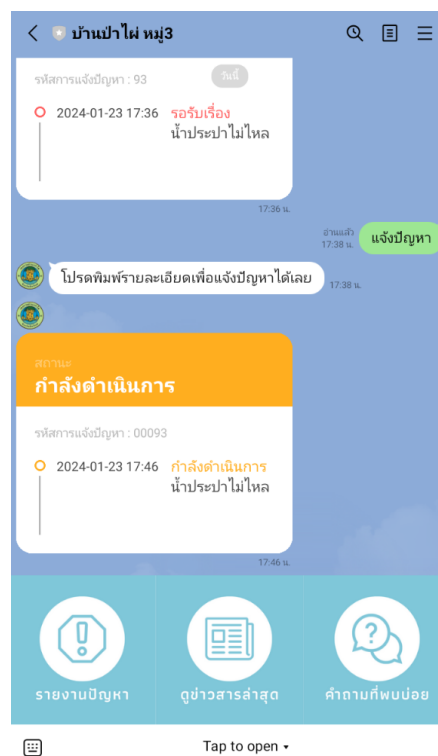 บ้านป่าไผ่ หมู่3
รหัสการแจ้งปัญหา : 93
วันนี้
2024-01-23 17:36 รอรับเรื่อง
น้ำประปาไม่ไหล
17:36 น.
อ่านแล้ว
17:38 น.
แจ้งปัญหา
โปรดพิมพ์รายละเอียดเพื่อแจ้งปัญหาได้เลย
17:38 น.
สถานะ
กำลังดำเนินการ
รหัสการแจ้งปัญหา : 00093
2024-01-23 17:46 กำลังดำเนินการ
น้ำประปาไม่ไหล
17:46 น.
รายงานปัญหา
ดูข่าวสารล่าสุด
คำถามที่พบบ่อย
Tap to open